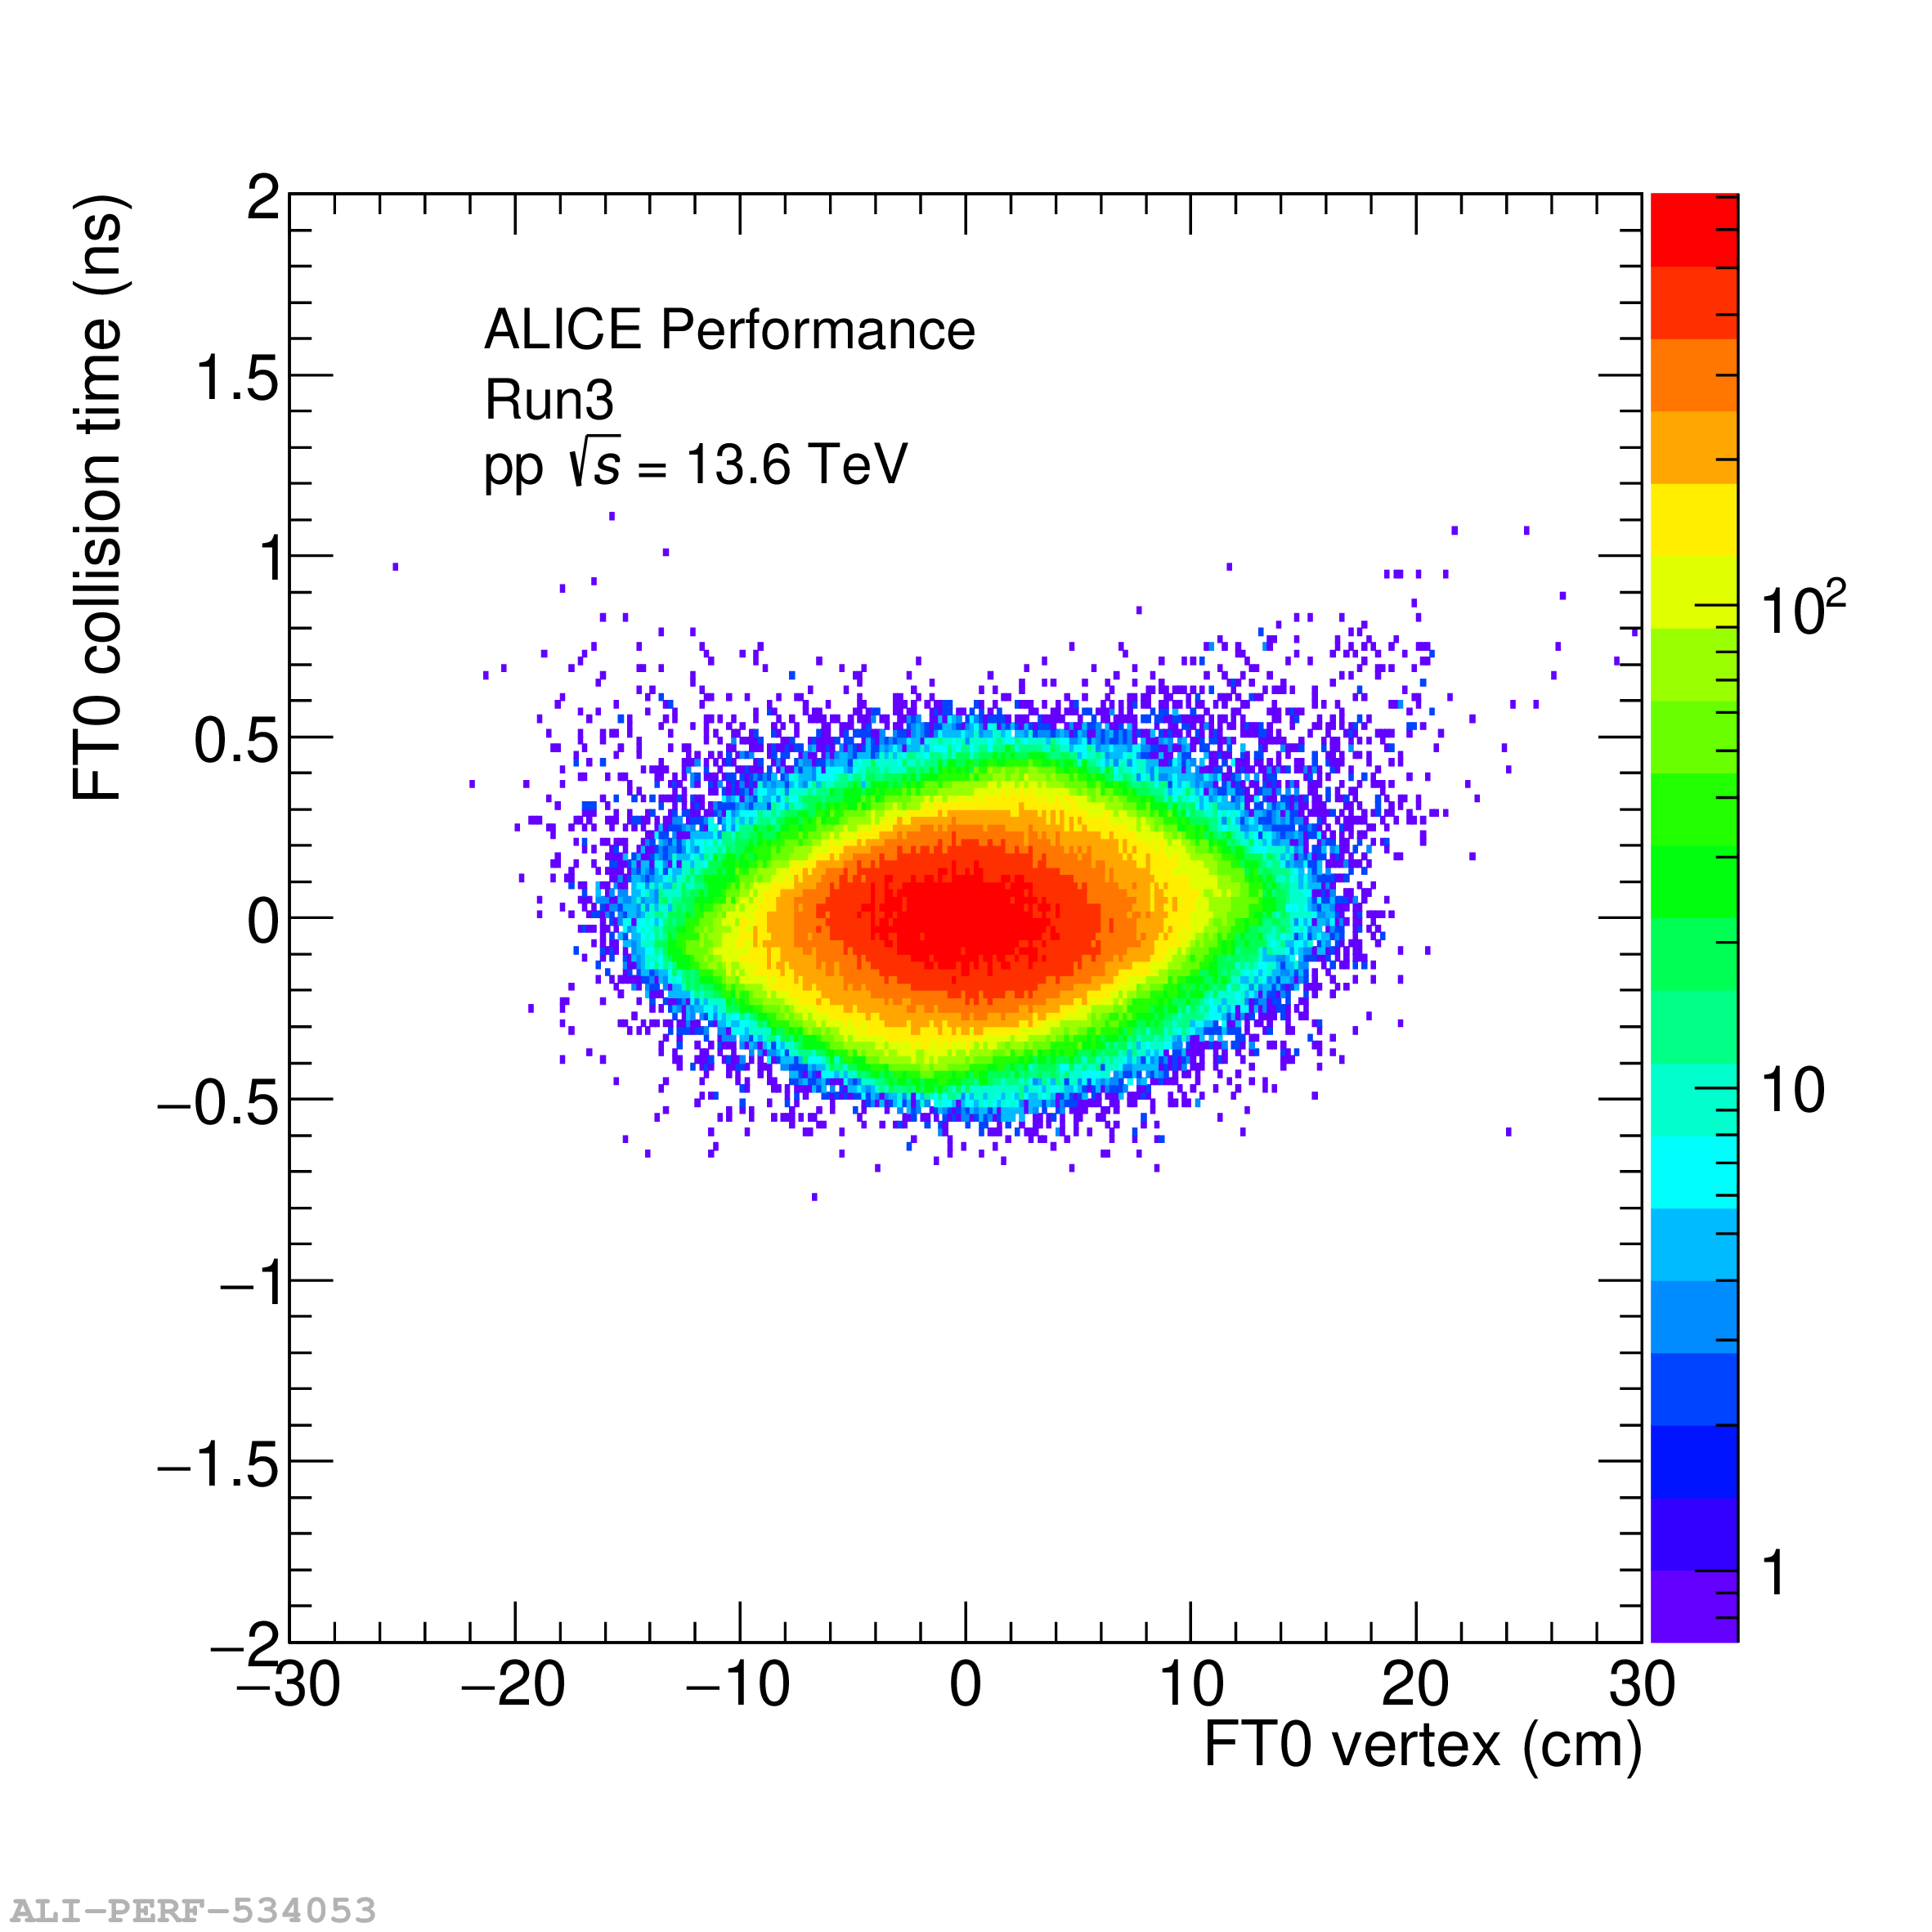 FT0 collision time (ns)
2
1.5
1
0.5
0
−0.5
−1
−1.5
−2
ALICE Performance
Run3
pp √s = 13.6 TeV
10²
10
1
−30 −20 −10 0 10 20 30
FT0 vertex (cm)
ALI-PERF-534053